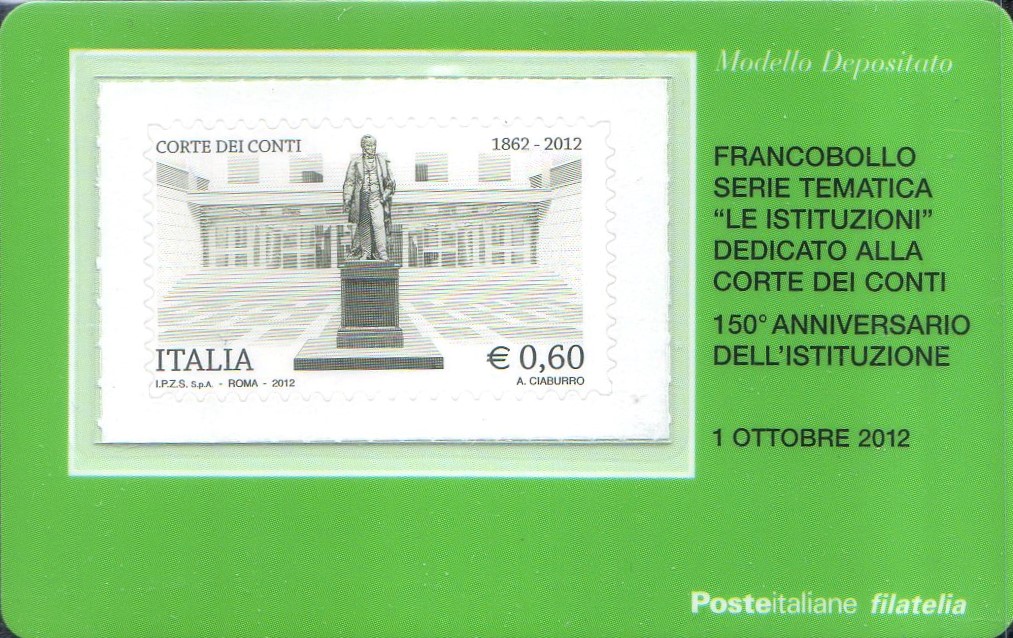 Modello Depositato
CORTE DEI CONTI
1862 - 2012
ITALIA
€ 0,60
I.P.Z.S. S.p.A. - ROMA - 2012
A. CIABURRO
FRANCOBOLLO
SERIE TEMATICA
“LE ISTITUZIONI”
DEDICATO ALLA
CORTE DEI CONTI
150° ANNIVERSARIO
DELL'ISTITUZIONE
1 OTTOBRE 2012
Posteitaliane filatelia